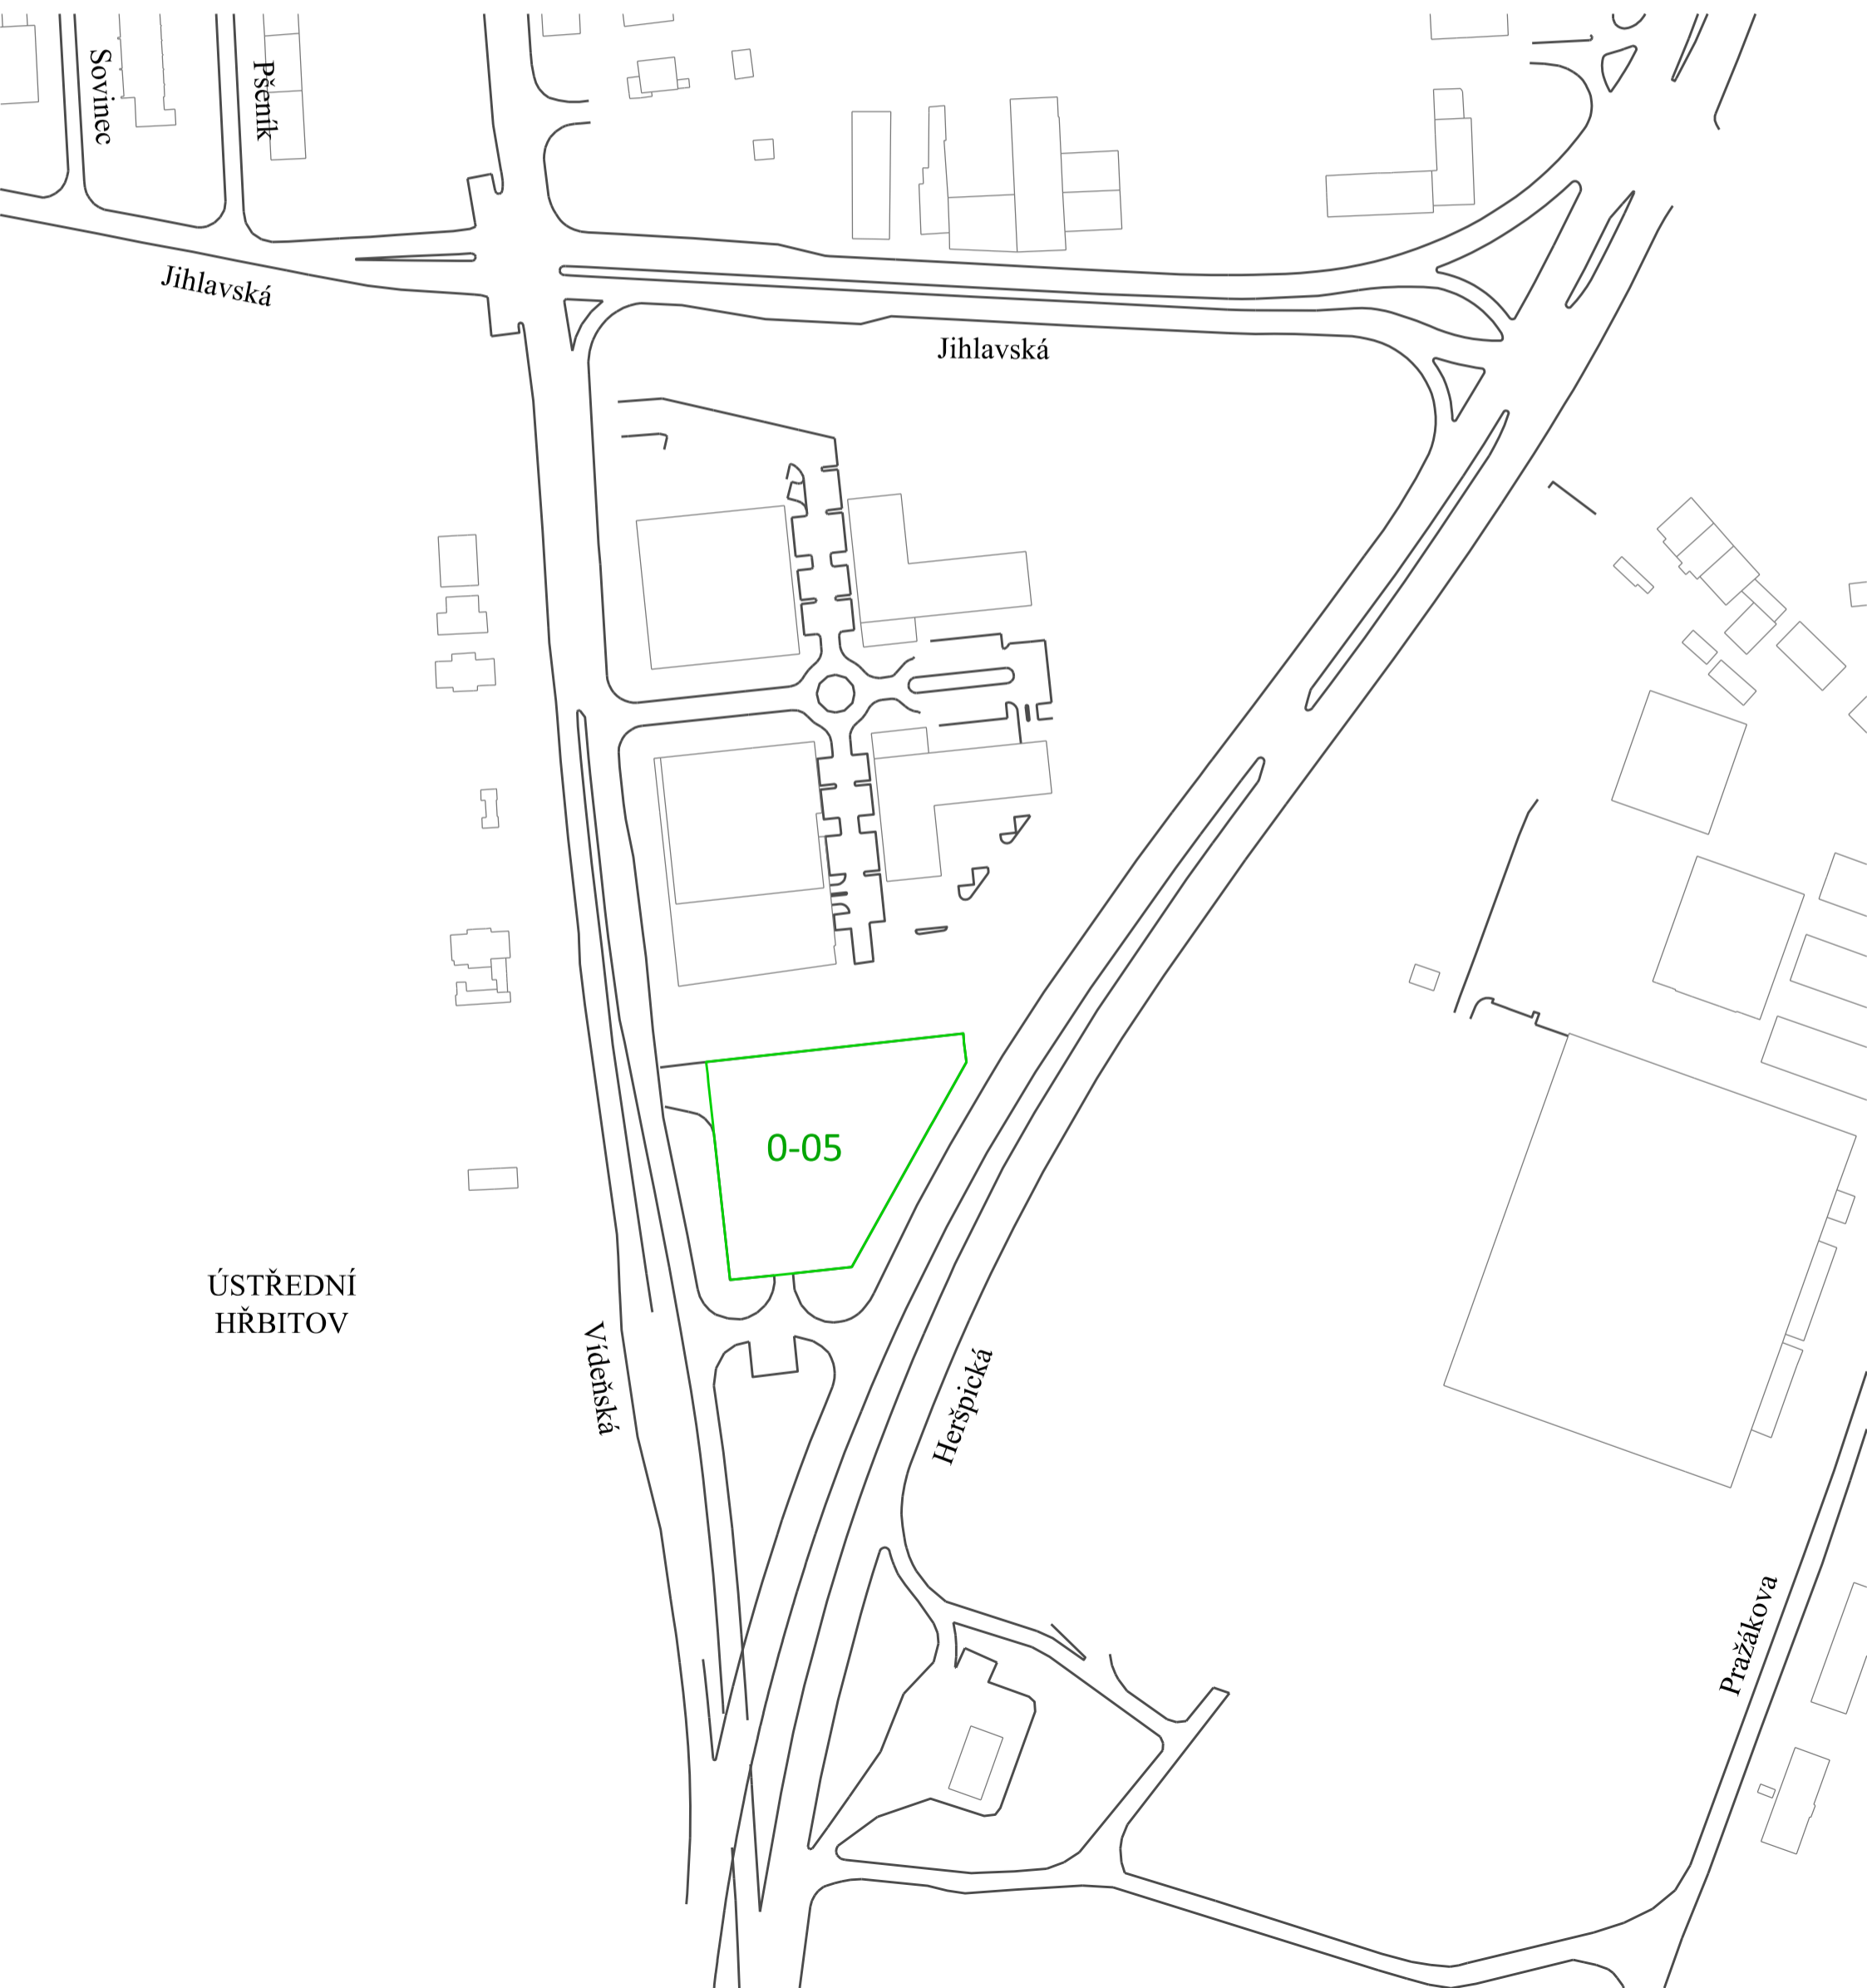 Sovinec
Pšeník
Jihlavská
Jihlavská
0-05
ÚSTŘEDNÍ
HŘBITOV
Vídeňská
Heršpická
Pražákova